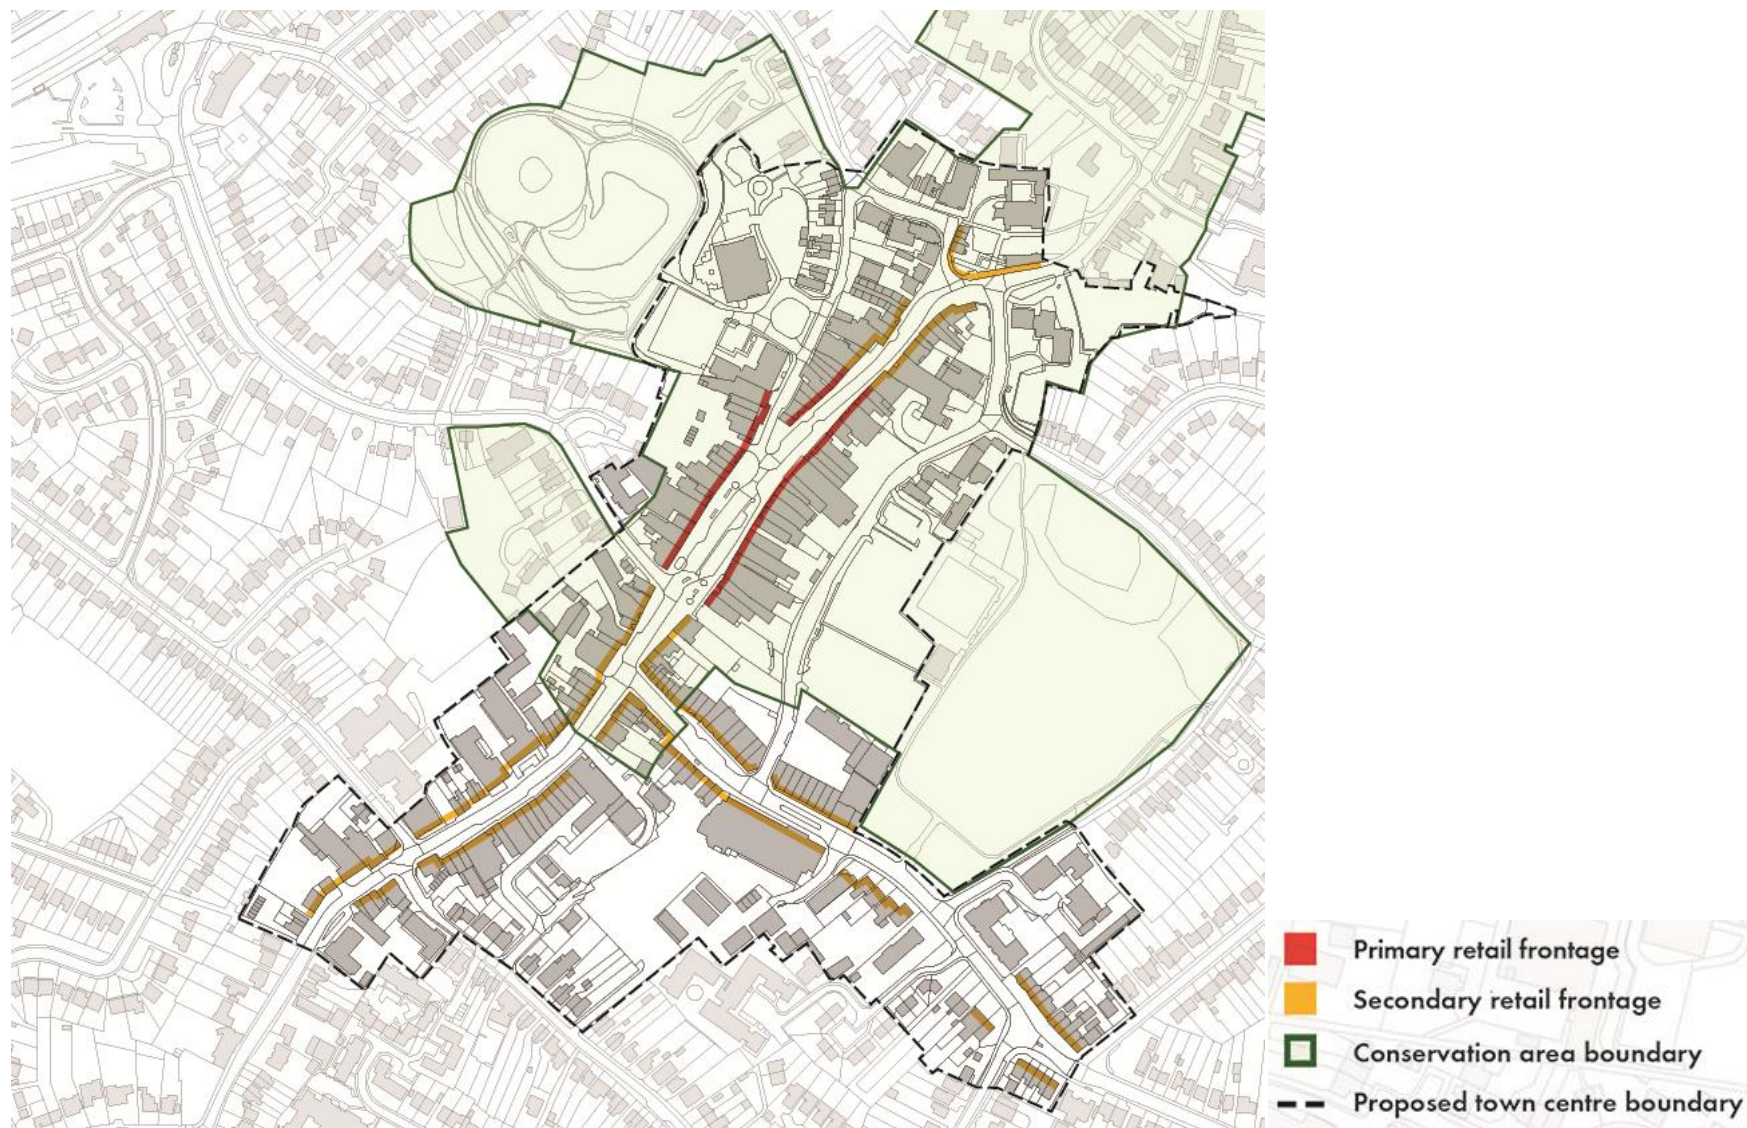 Primary retail frontage
Secondary retail frontage
Conservation area boundary
Proposed town centre boundary